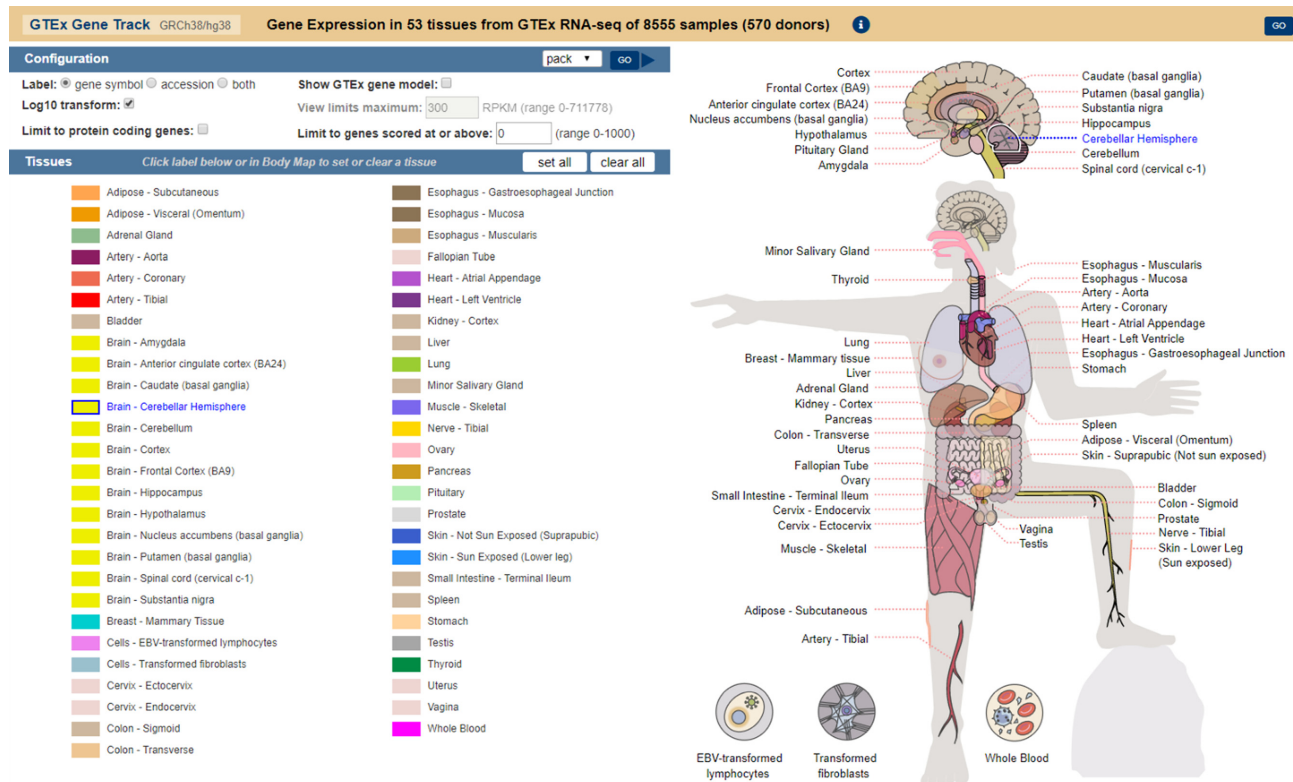 GTEx Gene Track GRCh38/hg38 Gene Expression in 53 tissues from GTEx RNA-seq of 8555 samples (570 donors) i GO
Configuration pack GO
Label: gene symbol accession both Show GTEx gene model:
Log10 transform: View limits maximum: 300 RPKM (range 0-711778)
Limit to protein coding genes: Limit to genes scored at or above: 0 (range 0-1000)
Tissues Click label below or in Body Map to set or clear a tissue set all clear all
Adipose - Subcutaneous
Adipose - Visceral (Omentum)
Adrenal Gland
Artery - Aorta
Artery - Coronary
Artery - Tibial
Bladder
Brain - Amygdala
Brain - Anterior cingulate cortex (BA24)
Brain - Caudate (basal ganglia)
Brain - Cerebellar Hemisphere
Brain - Cerebellum
Brain - Cortex
Brain - Frontal Cortex (BA9)
Brain - Hippocampus
Brain - Hypothalamus
Brain - Nucleus accumbens (basal ganglia)
Brain - Putamen (basal ganglia)
Brain - Spinal cord (cervical c-1)
Brain - Substantia nigra
Breast - Mammary Tissue
Cells - EBV-transformed lymphocytes
Cells - Transformed fibroblasts
Cervix - Ectocervix
Cervix - Endocervix
Colon - Sigmoid
Colon - Transverse
Esophagus - Gastroesophageal Junction
Esophagus - Mucosa
Esophagus - Muscularis
Fallopian Tube
Heart - Atrial Appendage
Heart - Left Ventricle
Kidney - Cortex
Liver
Lung
Minor Salivary Gland
Muscle - Skeletal
Nerve - Tibial
Ovary
Pancreas
Pituitary
Prostate
Skin - Not Sun Exposed (Suprapubic)
Skin - Sun Exposed (Lower leg)
Small Intestine - Terminal Ileum
Spleen
Stomach
Testis
Thyroid
Uterus
Vagina
Whole Blood
Cortex
Frontal Cortex (BA9)
Anterior cingulate cortex (BA24)
Nucleus accumbens (basal ganglia)
Hypothalamus
Pituitary Gland
Amygdala
Caudate (basal ganglia)
Putamen (basal ganglia)
Substantia nigra
Hippocampus
Cerebellar Hemisphere
Cerebellum
Spinal cord (cervical c-1)
Minor Salivary Gland
Thyroid
Lung
Breast - Mammary tissue
Liver
Adrenal Gland
Kidney - Cortex
Pancreas
Colon - Transverse
Uterus
Fallopian Tube
Ovary
Small Intestine - Terminal Ileum
Cervix - Endocervix
Cervix - Ectocervix
Muscle - Skeletal
Adipose - Subcutaneous
Artery - Tibial
Esophagus - Muscularis
Esophagus - Mucosa
Artery - Aorta
Artery - Coronary
Heart - Atrial Appendage
Heart - Left Ventricle
Esophagus - Gastroesophageal Junction
Stomach
Spleen
Adipose - Visceral (Omentum)
Skin - Suprapubic (Not sun exposed)
Bladder
Colon - Sigmoid
Prostate
Nerve - Tibial
Skin - Lower Leg
(Sun exposed)
Vagina
Testis
EBV-transformed
lymphocytes
Transformed
fibroblasts
Whole Blood